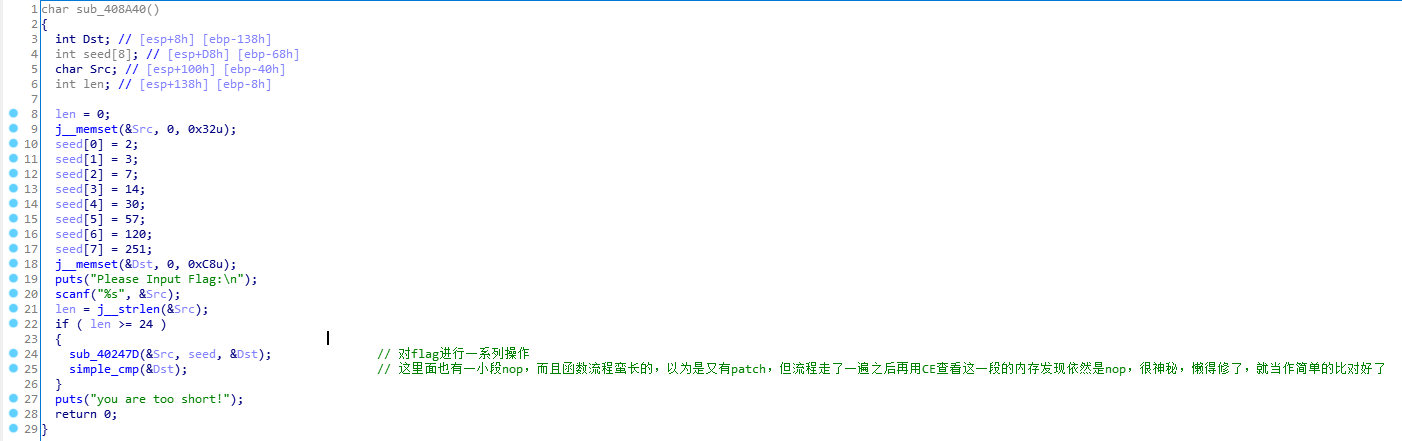 1 char sub_408A40()
2 {
3 int Dst; // [esp+8h] [ebp-138h]
4 int seed[8]; // [esp+D8h] [ebp-68h]
5 char Src; // [esp+100h] [ebp-40h]
6 int len; // [esp+138h] [ebp-8h]
7
8 len = 0;
9 j__memset(&Src, 0, 0x32u);
10 seed[0] = 2;
11 seed[1] = 3;
12 seed[2] = 7;
13 seed[3] = 14;
14 seed[4] = 30;
15 seed[5] = 57;
16 seed[6] = 120;
17 seed[7] = 251;
18 j__memset(&Dst, 0, 0xC8u);
19 puts("Please Input Flag:\n");
20 scanf("%s", &Src);
21 len = j__strlen(&Src);
22 if ( len >= 24 )
23 {
24 sub_40247D(&Src, seed, &Dst); // 对flag进行一系列操作
25 simple_cmp(&Dst); // 这里面也有一小段nop，而且函数流程蛮长的，以为是又有patch，但流程走了一遍之后再用CE查看这一段的内存发现依然是nop，很神秘，懒得修了，就当作简单的比对好了
26 }
27 puts("you are too short!");
28 return 0;
29 }